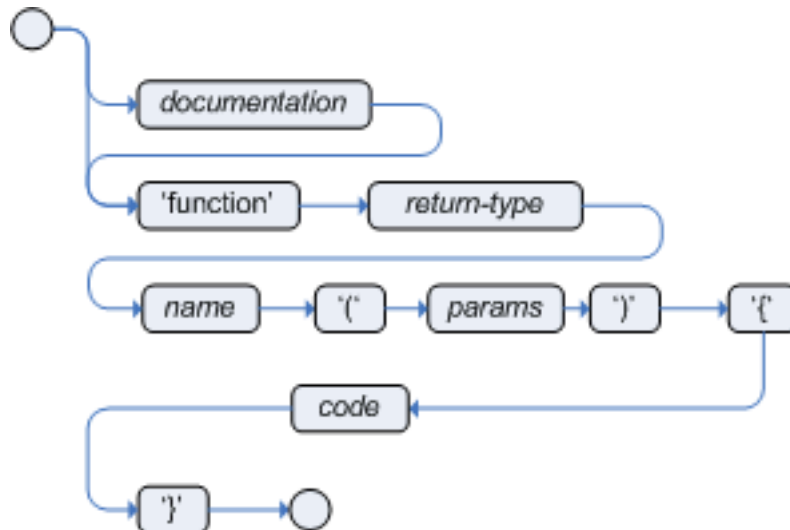 documentation
'function' return-type
name '(' params ')' '{'
code
'}'